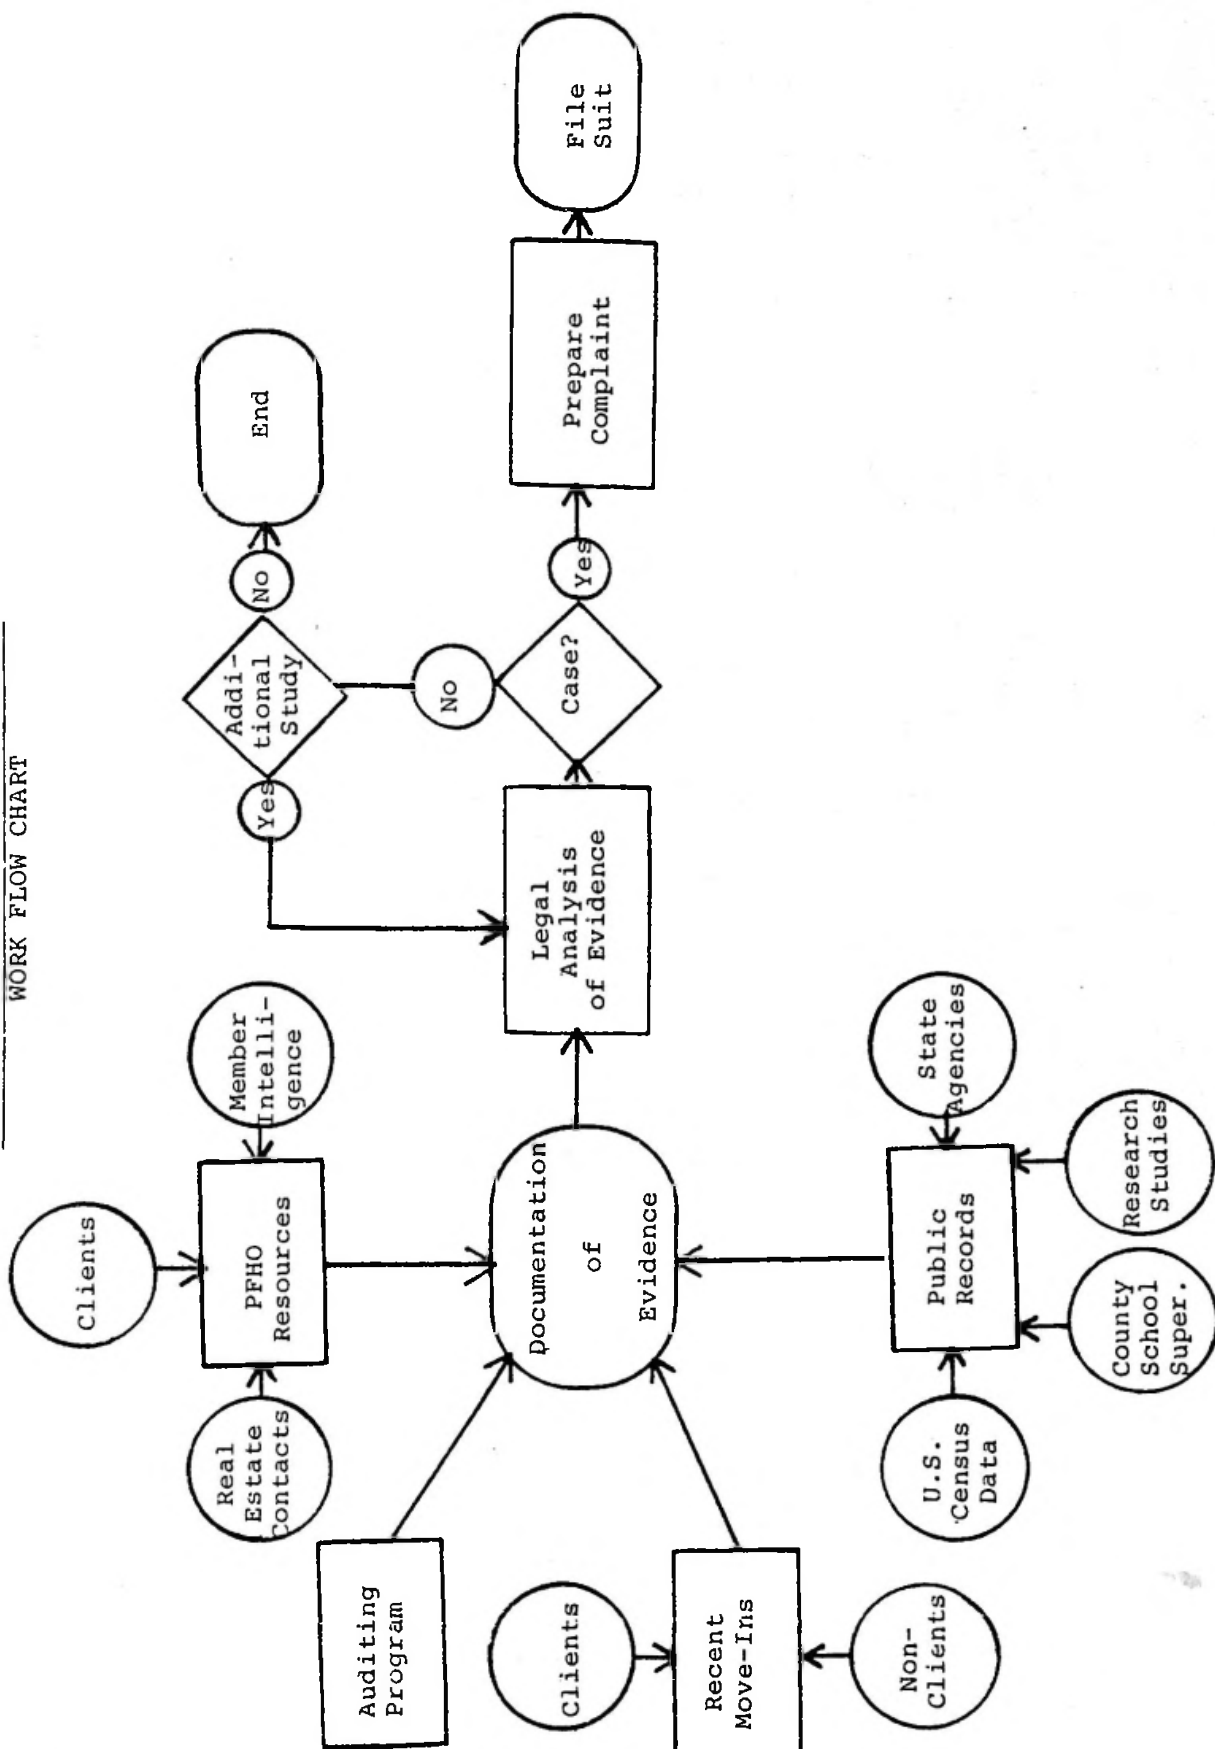 WORK FLOW CHART
Clients
Real
Estate
Contacts
PFHO
Resources
Member
Intelli-
gence
Auditing
Program
Clients
Recent
Move-Ins
Non-
Clients
Documentation
of
Evidence
U.S.
Census
Data
Public
Records
State
Agencies
County
School
Super.
Research
Studies
Legal
Analysis
of Evidence
Yes
Addi-
tional
Study
No
End
No
Case?
Yes
Prepare
Complaint
File
Suit